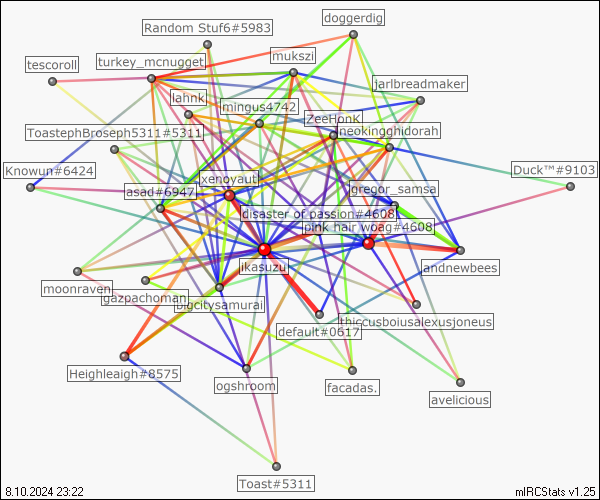 doggerdig
Random Stuf6#5983
mukszi
turkey_mcnugget
tescoroll
jarlbreadmaker
lahnk
mingus4742
ZeeHonK
neokingghidorah
ToastephBroseph5311#5311
Knowun#6424
Duck™#9103
xenoyaut
asad#6947
gregor_samsa
disaster of passion#4608
pink hair woag#4608
ikasuzu
landnewbees
moonraven
gazpachoman
bigcitysamurai
thiccusboiusalexusjoneus
default#0617
Heighleaigh#8575
ogshroom
facadas.
avelicious
Toast#5311
8.10.2024 23:22
mIRCStats v1.25